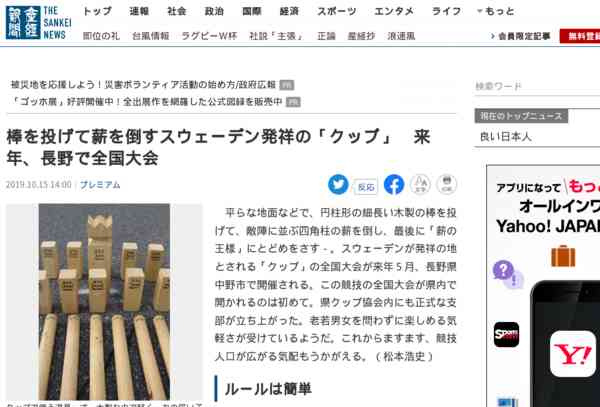 産經新聞 THE SANKEI NEWS
トップ 速報 社会 政治 国際 経済 スポーツ エンタメ ライフ もっと
即位の礼 台風情報 ラグビーW杯 社説「主張」 正論 産経抄 浪速風
会員限定記事 無料登録
被災地を応援しよう！災害ボランティア活動の始め方/政府広報 PR
「ゴッホ展」好評開催中！全出展作を網羅した公式図録を販売中 PR
検索ワード
現在のトップニュース
良い日本人
棒を投げて薪を倒すスウェーデン発祥の「クップ」　来
年、長野で全国大会
2019.10.15 14:00 プレミアム
反応
文字
印刷
平らな地面などで、円柱形の細長い木製の棒を投
げて、敵陣に並ぶ四角柱の薪を倒し、最後に「薪の
王様」にとどめをさす－。スウェーデンが発祥の地
とされる「クップ」の全国大会が来年５月、長野県
中野市で開催される。この競技の全国大会が県内で
開かれるのは初めて。県クップ協会内にも正式な支
部が立ち上がった。老若男女を問わずに楽しめる気
軽さが受けているようだ。これからますます、競技
人口が広がる気配もうかがえる。（松本浩史）
ルールは簡単
アプリになって もっ
オールインワ
Yahoo! JAPAN
Sports
Y!